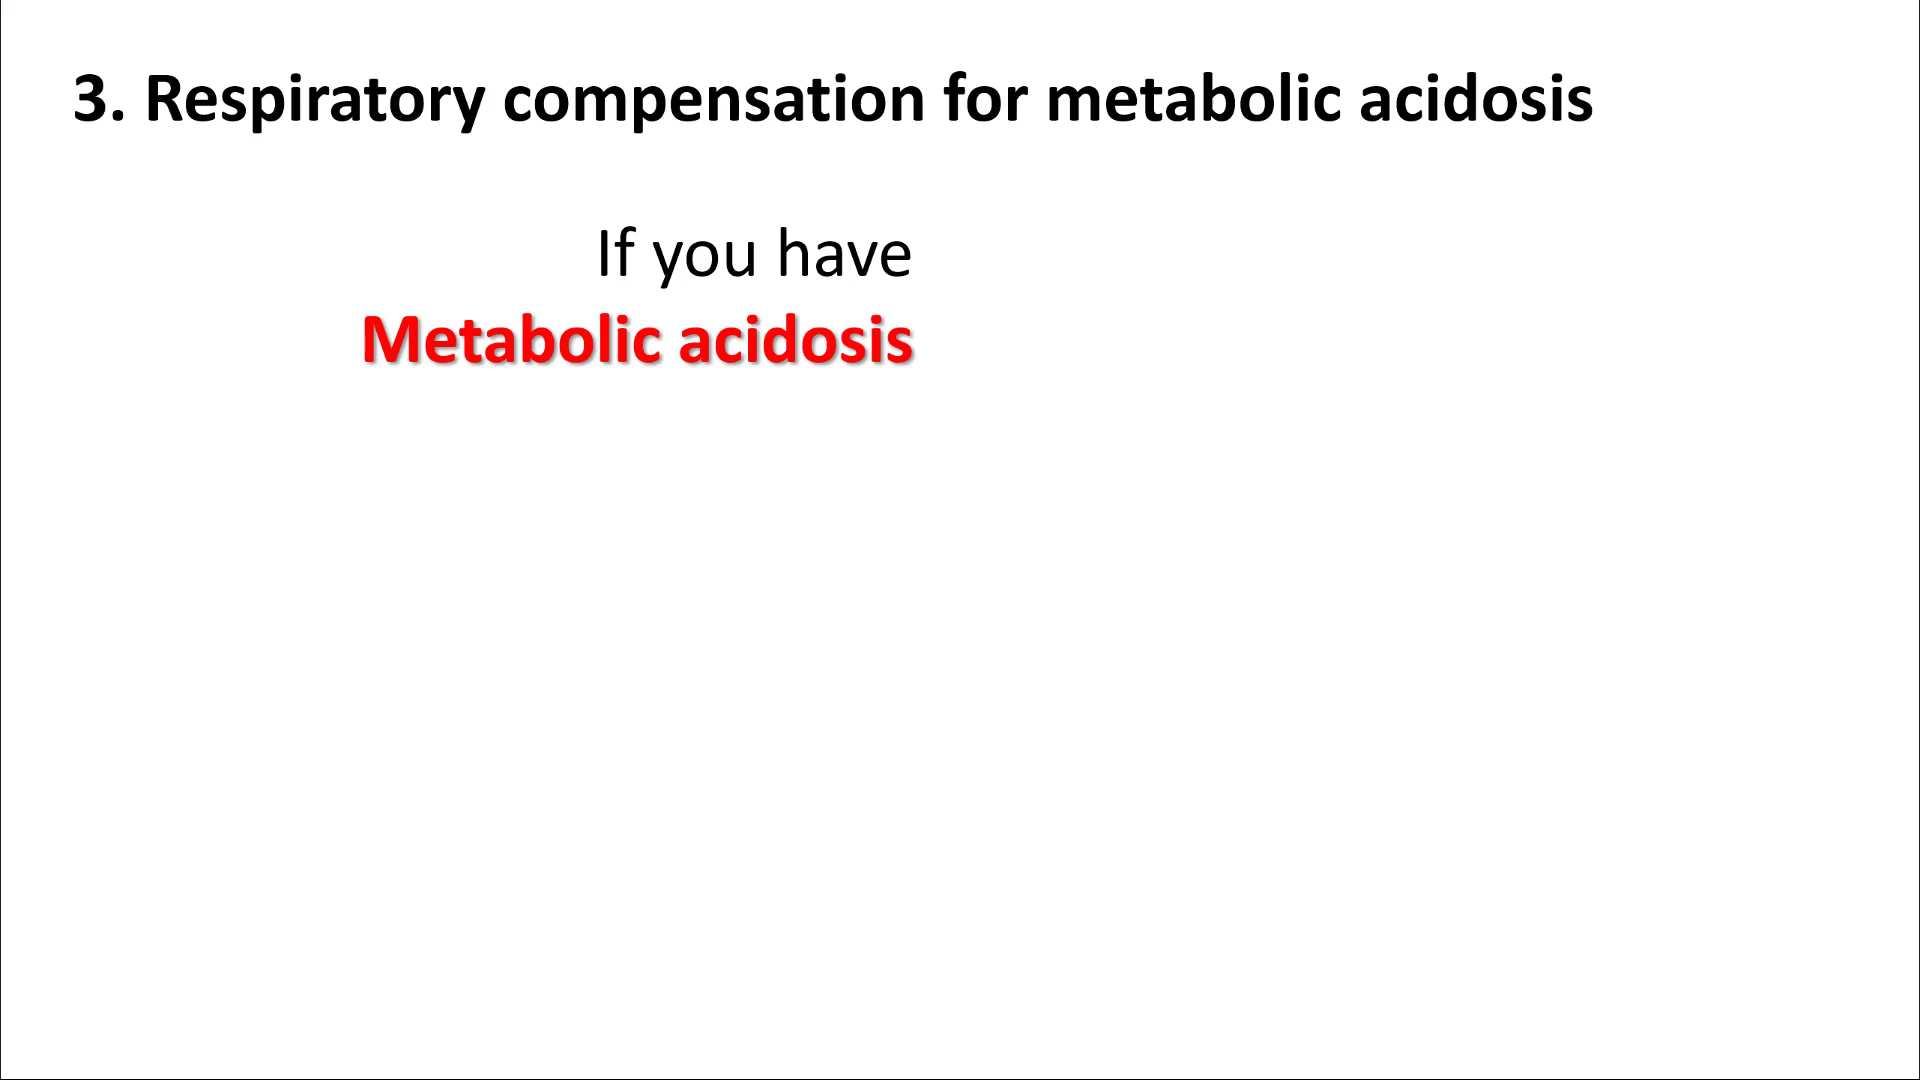 3. Respiratory compensation for metabolic acidosis
If you have
Metabolic acidosis